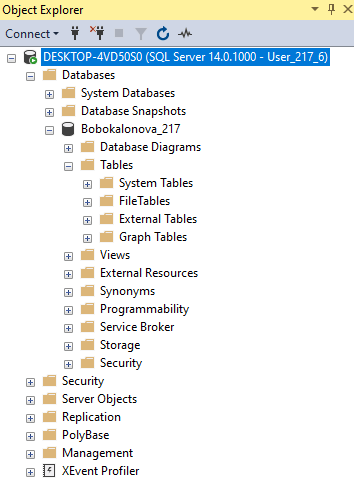 Object Explorer
Connect
DESKTOP-4VD50S0 (SQL Server 14.0.1000 - User_217_6)
Databases
System Databases
Database Snapshots
Bobokalonova_217
Database Diagrams
Tables
System Tables
FileTables
External Tables
Graph Tables
Views
External Resources
Synonyms
Programmability
Service Broker
Storage
Security
Security
Server Objects
Replication
PolyBase
Management
XEvent Profiler